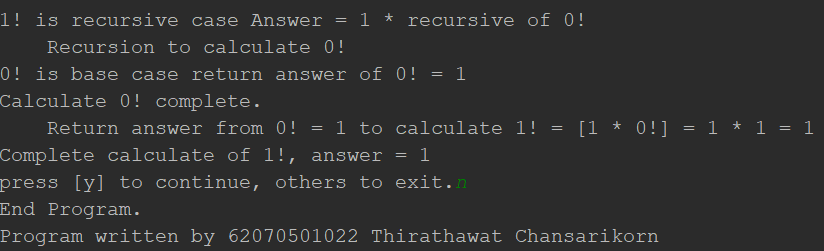 1! is recursive case Answer = 1 * recursive of 0!
Recursion to calculate 0!
0! is base case return answer of 0! = 1
Calculate 0! complete.
Return answer from 0! = 1 to calculate 1! = [1 * 0!] = 1 * 1 = 1
Complete calculate of 1!, answer = 1
press [y] to continue, others to exit.n
End Program.
Program written by 62070501022 Thirathawat Chansarikorn